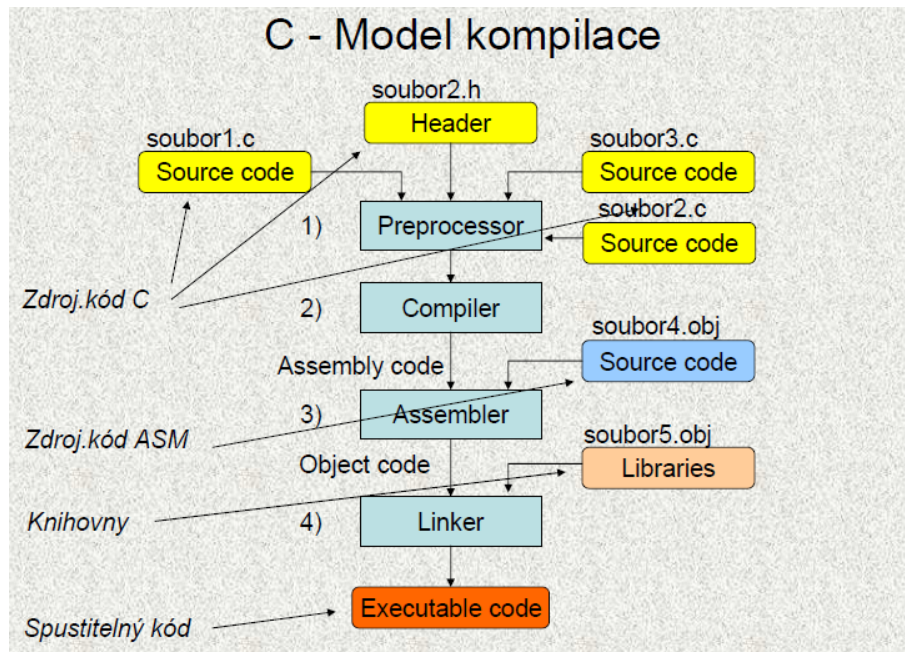 C - Model kompilace
soubor2.h
Header
soubor1.c
Source code
soubor3.c
Source code
1)
Preprocessor
soubor2.c
Source code
Zdroj.kód C
2)
Compiler
Assembly code
soubor4.obj
Source code
Zdroj.kód ASM
3)
Assembler
Object code
soubor5.obj
Libraries
Knihovny
4)
Linker
Executable code
Spustitelný kód